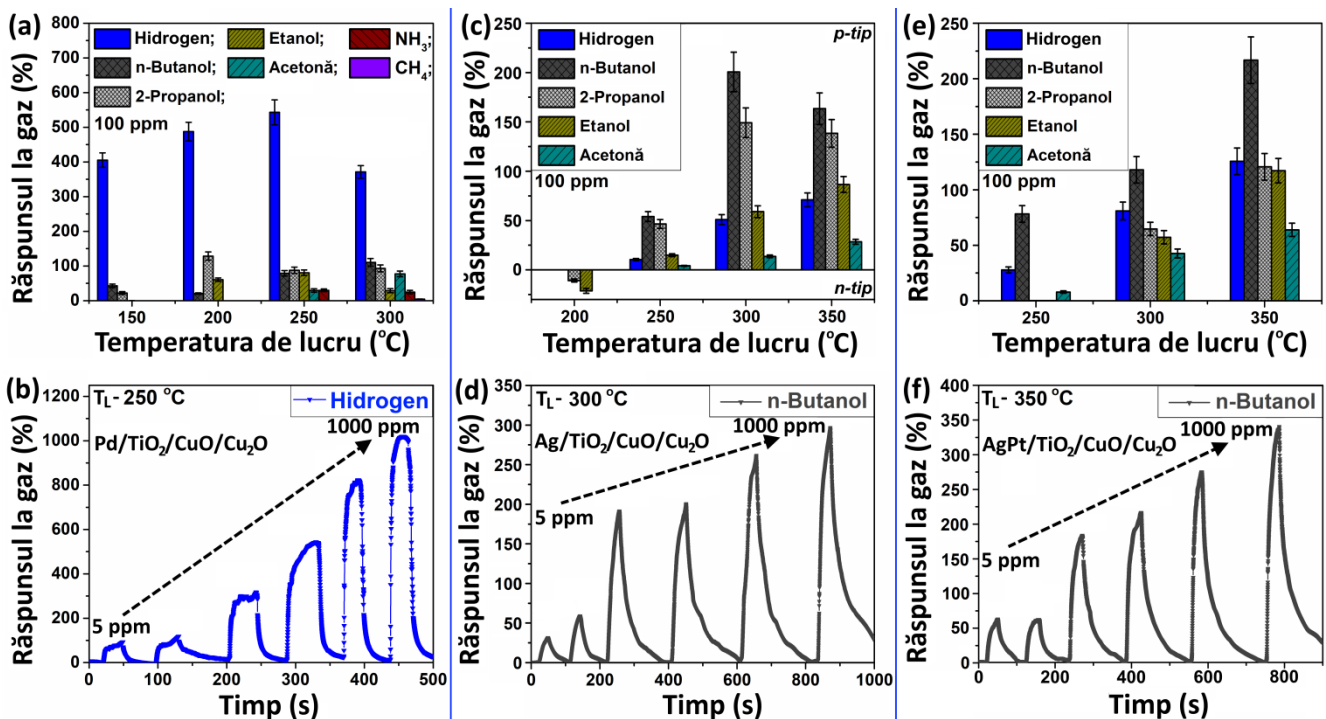 (a)
Răspunsul la gaz (%)
800
700
600
500
400
300
200
100
0
Hidrogen; Etanol; NH₃;
n-Butanol; Acetonă; CH₄;
2-Propanol;
100 ppm
150 200 250 300
Temperatura de lucru (°C)
(c)
Răspunsul la gaz (%)
250
200
150
100
50
0
p-tip
Hidrogen
n-Butanol
2-Propanol
Etanol
Acetonă
100 ppm
n-tip
200 250 300 350
Temperatura de lucru (°C)
(e)
Răspunsul la gaz (%)
250
200
150
100
50
0
Hidrogen
n-Butanol
2-Propanol
Etanol
Acetonă
100 ppm
250 300 350
Temperatura de lucru (°C)
(b)
Răspunsul la gaz (%)
1200
1000
800
600
400
200
0
T_L- 250 °C
Hidrogen
1000 ppm
Pd/TiO₂/CuO/Cu₂O
5 ppm
0 100 200 300 400 500
Timp (s)
(d)
Răspunsul la gaz (%)
350
300
250
200
150
100
50
0
T_L- 300 °C
n-Butanol
1000 ppm
Ag/TiO₂/CuO/Cu₂O
5 ppm
0 200 400 600 800 1000
Timp (s)
(f)
Răspunsul la gaz (%)
400
350
300
250
200
150
100
50
0
T_L- 350 °C
n-Butanol
1000 ppm
AgPt/TiO₂/CuO/Cu₂O
5 ppm
0 200 400 600 800
Timp (s)